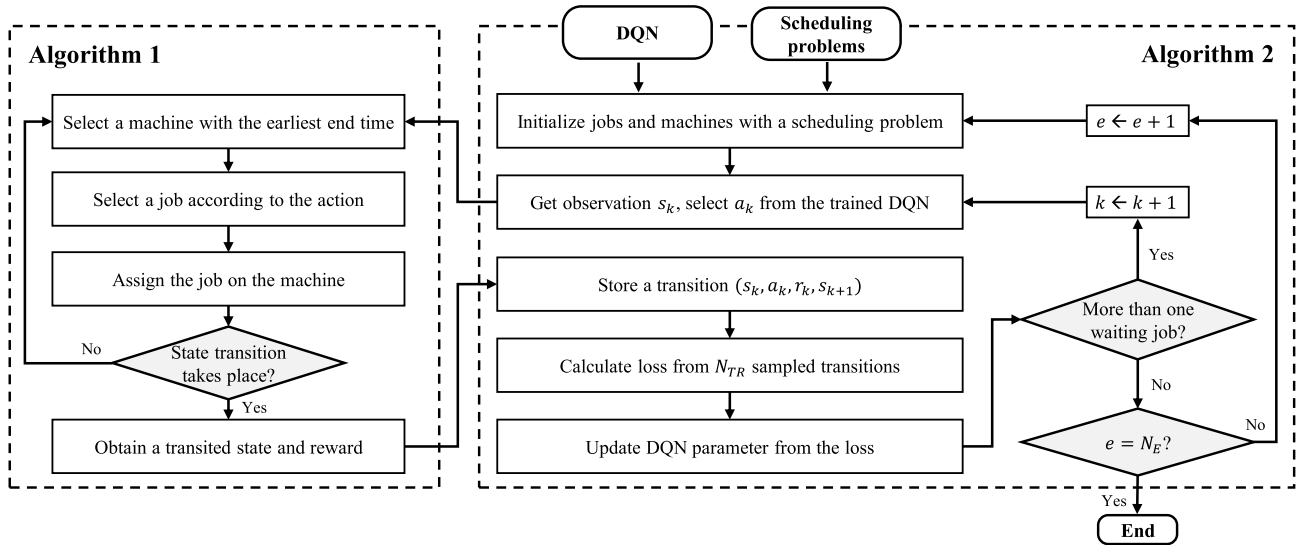 Algorithm 1
Select a machine with the earliest end time
Select a job according to the action
Assign the job on the machine
State transition
takes place?
No
Yes
Obtain a transited state and reward
DQN
Scheduling
problems
Algorithm 2
Initialize jobs and machines with a scheduling problem
e ← e + 1
Get observation s_k, select a_k from the trained DQN
k ← k + 1
Yes
Store a transition (s_k, a_k, r_k, s_{k+1})
More than one
waiting job?
Calculate loss from N_{TR} sampled transitions
No
Update DQN parameter from the loss
e = N_E?
No
Yes
End